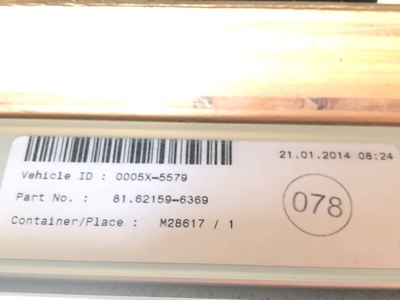 21.01.2014 08:24
Vehicle ID : 0005X-5579
Part No. : 81.62159-6369
078
Container/Place : M28617 / 1